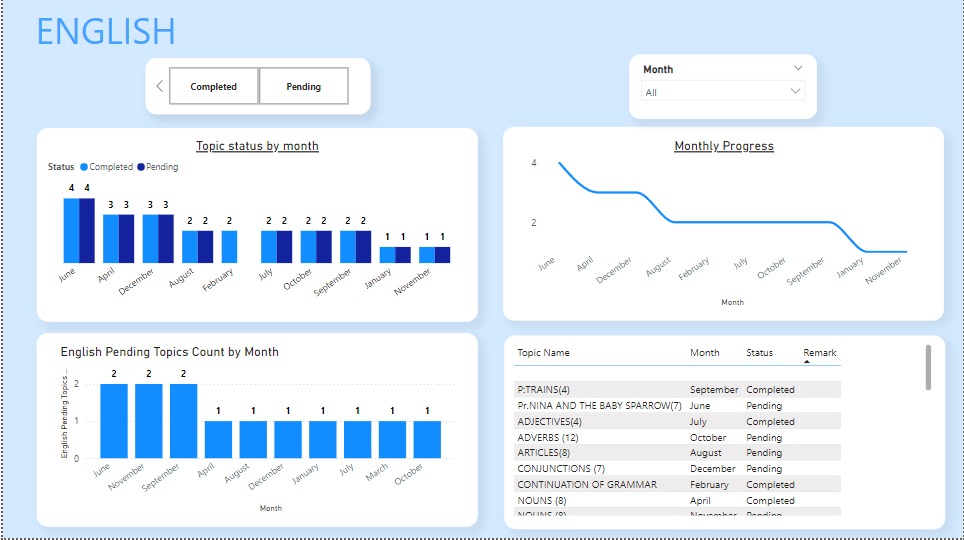 ENGLISH
Completed Pending
Month
All
Topic status by month
Status Completed Pending
4 4 3 3 3 3 2 2 2 2 2 2 2 2 2 1 1 1 1
June April December August February July October September January November
Monthly Progress
4
2
June April December August February July October September January November
Month
English Pending Topics Count by Month
English Pending Topics ...
2
1
0
2 2 2 1 1 1 1 1 1 1
June November September April August December January July March October
Month
Topic Name Month Status Remark
P:TRAINS(4) September Completed
Pr.NINA AND THE BABY SPARROW(7) June Pending
ADJECTIVES(4) July Completed
ADVERBS (12) October Pending
ARTICLES(8) August Pending
CONJUNCTIONS (7) December Pending
CONTINUATION OF GRAMMAR February Completed
NOUNS (8) April Completed
NOUNS (8) November Pending